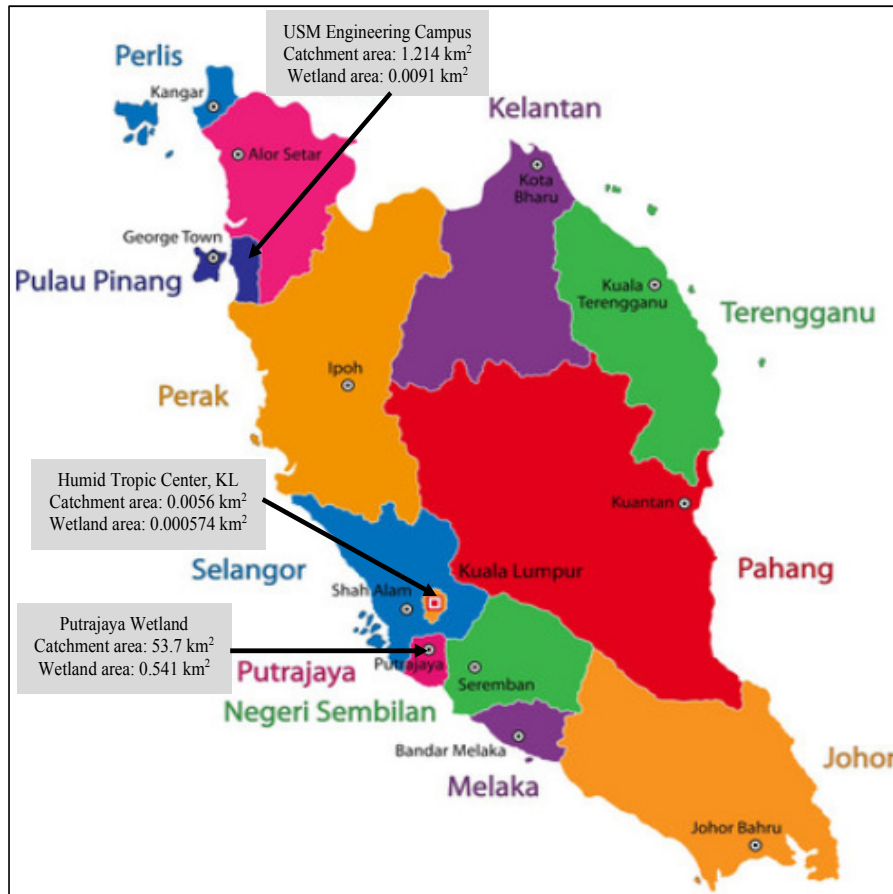 USM Engineering Campus
Catchment area: 1.214 km²
Wetland area: 0.0091 km²
Perlis
Kangar
Kelantan
Alor Setar
Kota
Bharu
George Town
Pulau Pinang
Kuala
Terengganu
Terengganu
Ipoh
Perak
Humid Tropic Center, KL
Catchment area: 0.0056 km²
Wetland area: 0.000574 km²
Kuantan
Selangor
Kuala Lumpur
Pahang
Shah Alam
Putrajaya Wetland
Catchment area: 53.7 km²
Wetland area: 0.541 km²
Putrajaya
Putrajaya
Seremban
Negeri Sembilan
Bandar Melaka
Johor
Melaka
Johor Bahru